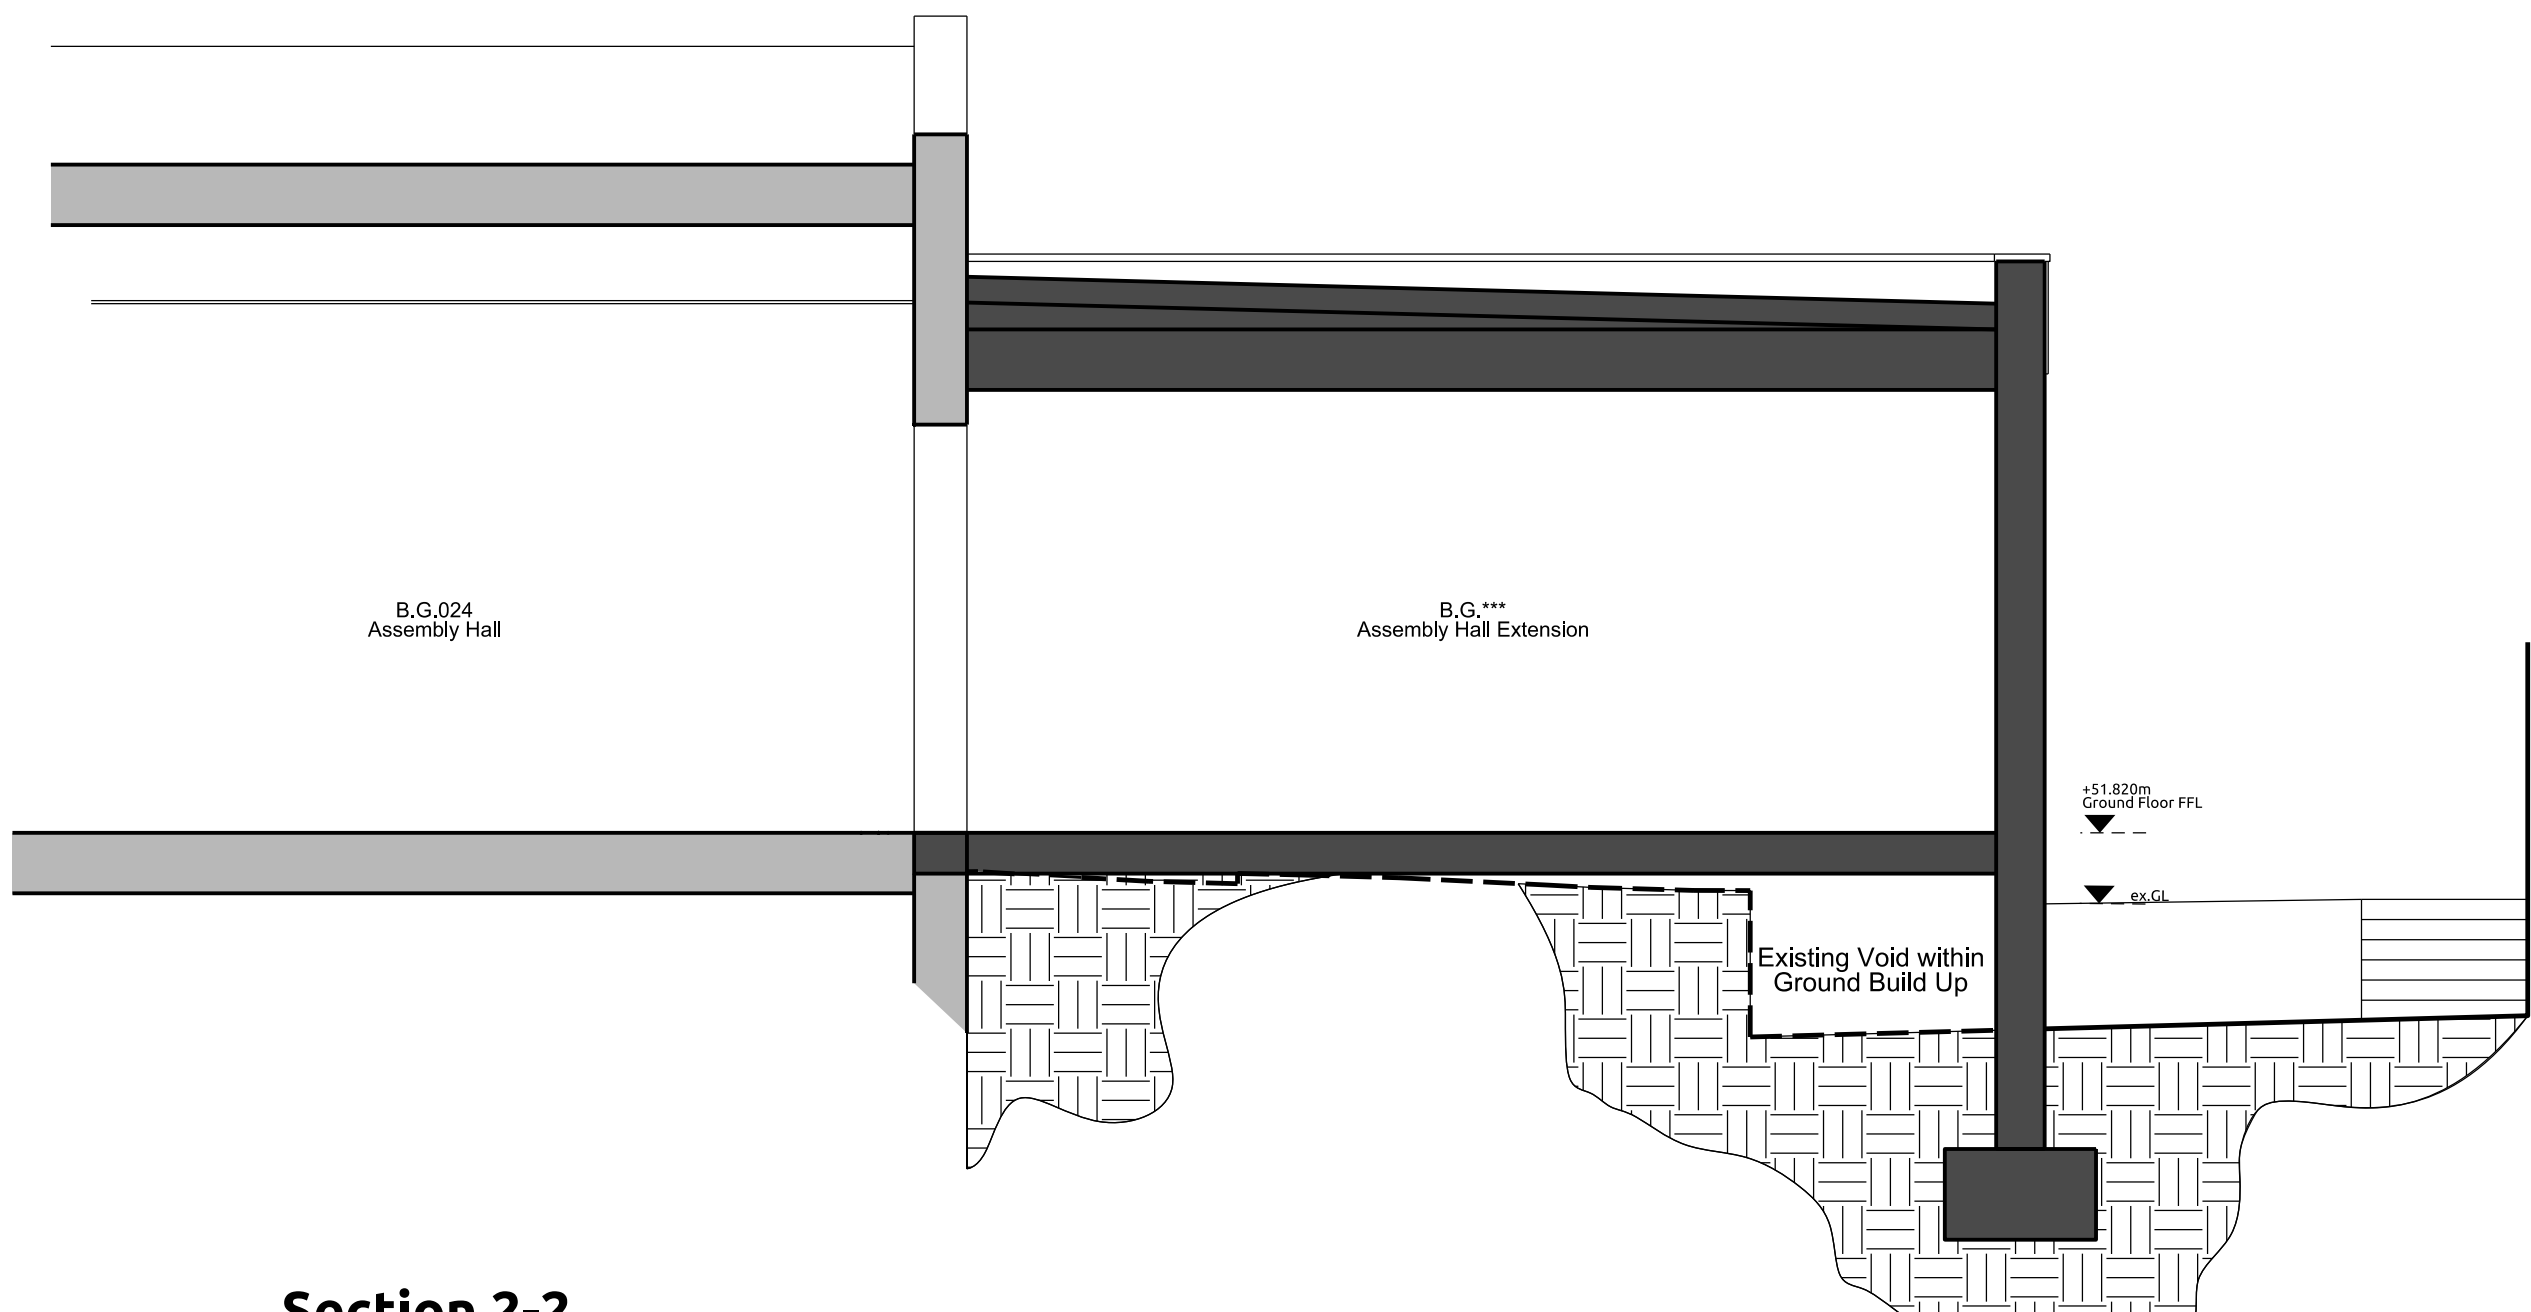 B.G.024
Assembly Hall
B.G.***
Assembly Hall Extension
+51.820m
Ground Floor FFL
ex.GL
Existing Void within
Ground Build Up
Section 2-2